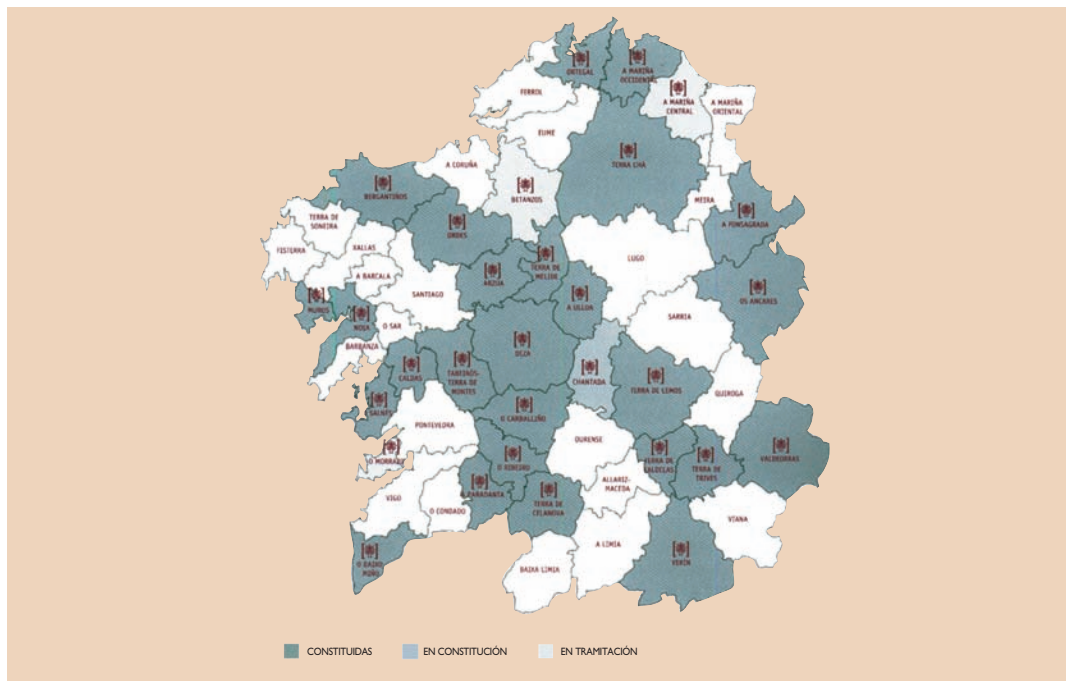 ORTEGAL
A MARIÑA
OCCIDENTAL
FERROL
A MARIÑA
CENTRAL
A MARIÑA
ORIENTAL
EUME
A CORUÑA
TERRA CHÁ
BERGANTIÑOS
BETANZOS
MEIRA
TERRA DE
SONEIRA
ORDES
A FONSAGRADA
FISTERRA
XALLAS
LUGO
A BARCALA
TERRA DE
MELIDE
ARZÚA
SANTIAGO
OS ANCARES
MUROS
A ULLOA
NOIA
O SAR
SARRIA
BARBANZA
DEZA
CALDAS
TABEIRÓS-
TERRA DE
MONTES
CHANTADA
TERRA DE LEMOS
QUIROGA
SALNÉS
O CARBALLIÑO
PONTEVEDRA
OURENSE
O MORRAZO
O RIBEIRO
TERRA DE
CALDELAS
TERRA DE
TRIVES
VALDEORRAS
ALLARIZ-
MACEDA
VIGO
A PARADANTA
O CONDADO
TERRA DE
CELANOVA
VIANA
A LIMIA
O BAIXO
MIÑO
BAIXA LIMIA
VERÍN
CONSTITUIDAS
EN CONSTITUCIÓN
EN TRAMITACIÓN